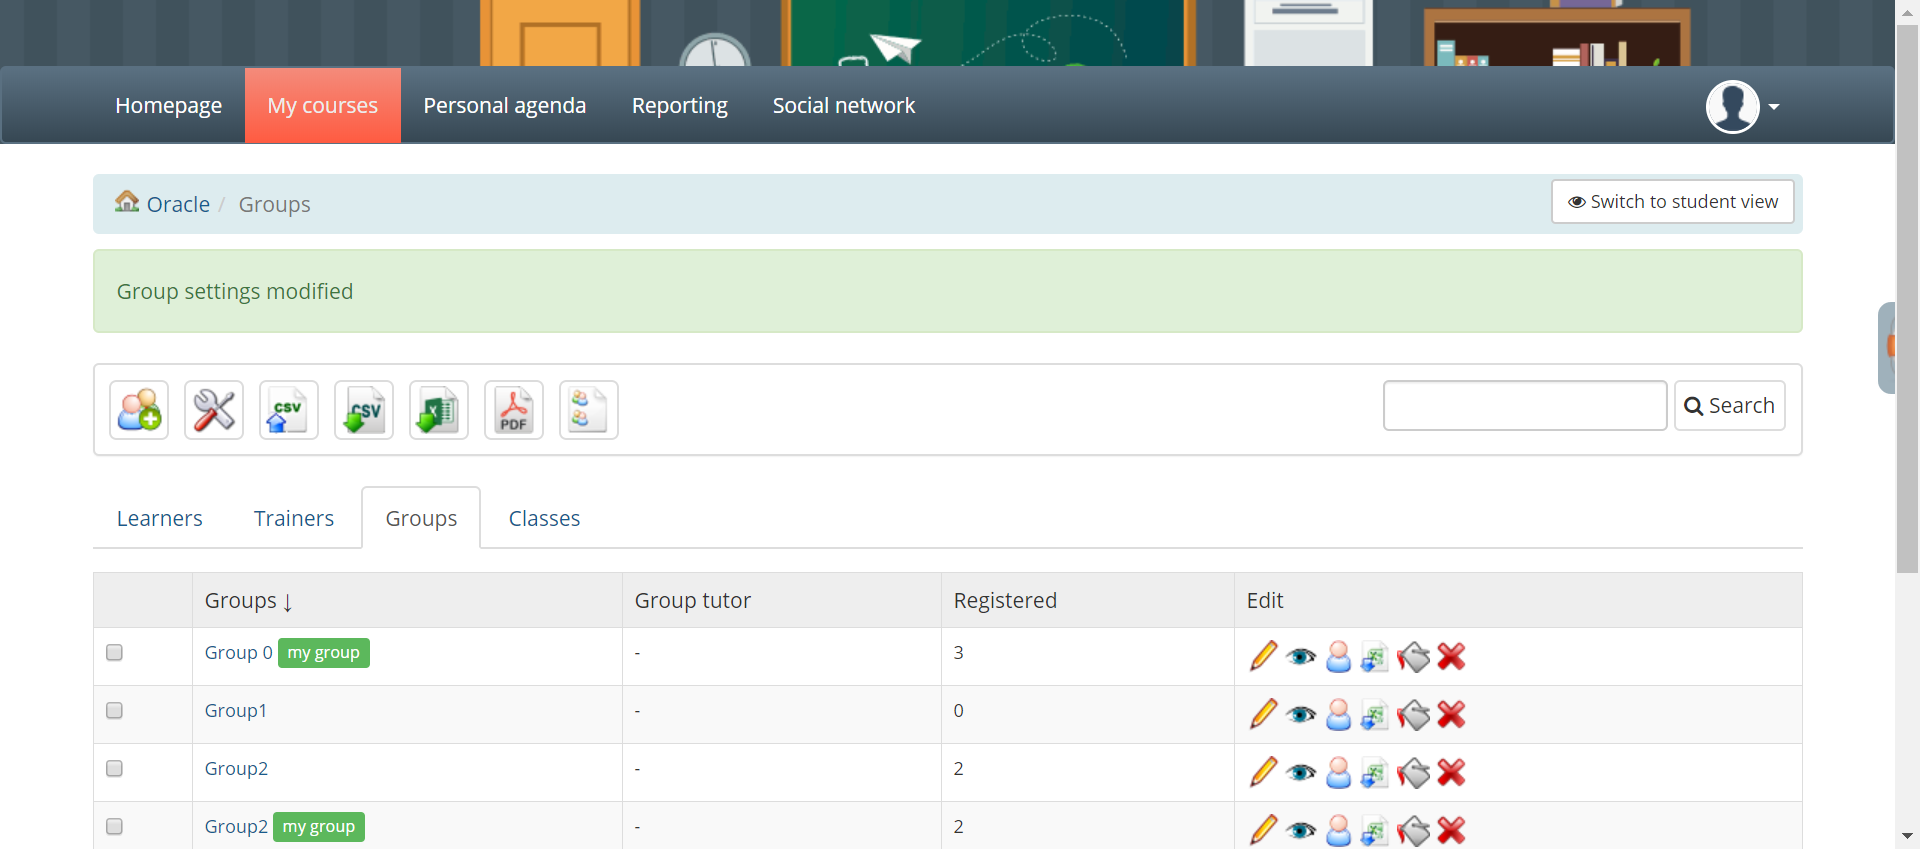 Homepage My courses Personal agenda Reporting Social network
Oracle / Groups Switch to student view
Group settings modified
CSV CSV PDF Search
Learners Trainers Groups Classes
Groups ↓ Group tutor Registered Edit
Group 0 my group - 3
Group1 - 0
Group2 - 2
Group2 my group - 2